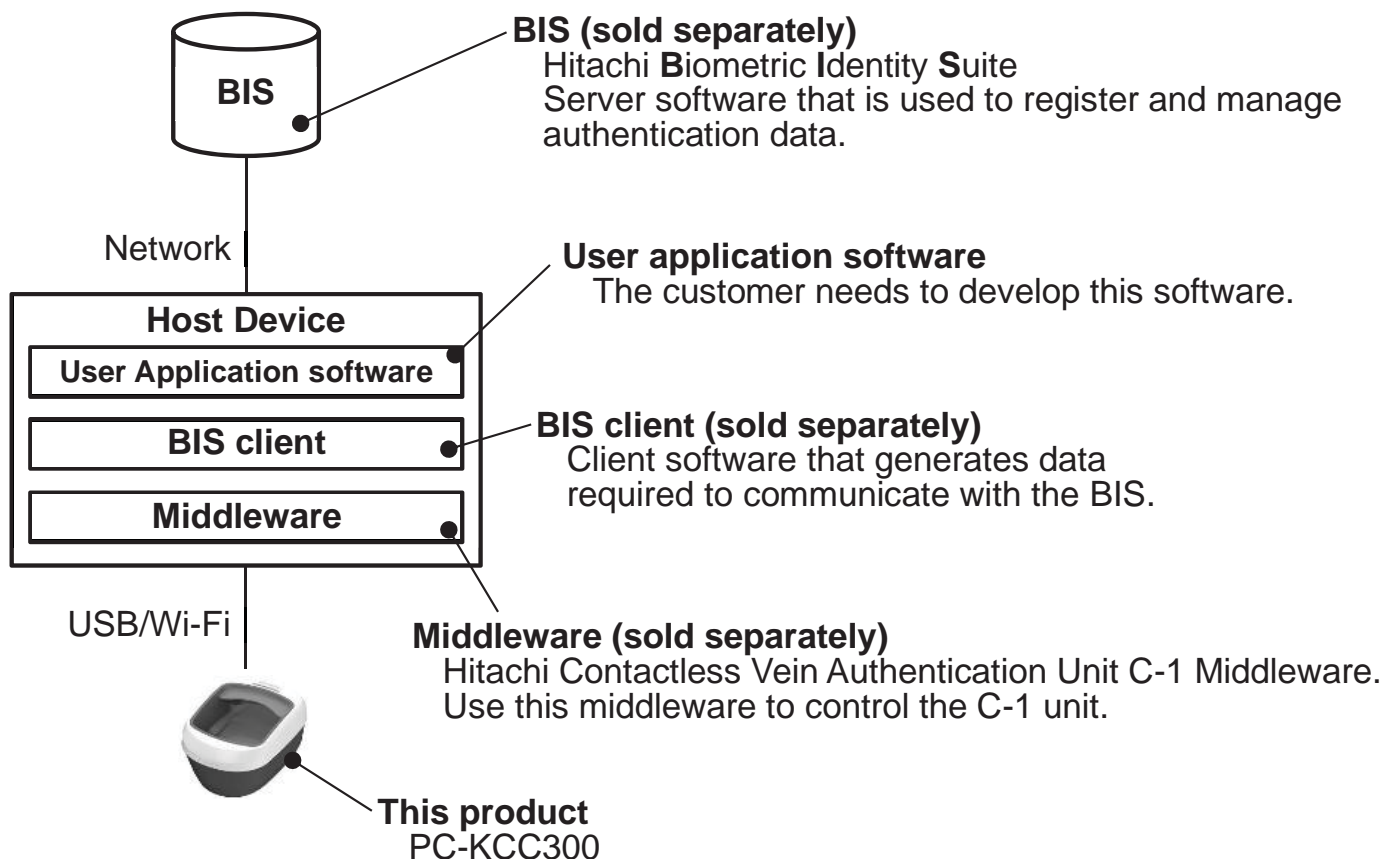 BIS (sold separately)
Hitachi Biometric Identity Suite
Server software that is used to register and manage
authentication data.
BIS
Network
User application software
The customer needs to develop this software.
Host Device
User Application software
BIS client
Middleware
BIS client (sold separately)
Client software that generates data
required to communicate with the BIS.
USB/Wi-Fi
Middleware (sold separately)
Hitachi Contactless Vein Authentication Unit C-1 Middleware.
Use this middleware to control the C-1 unit.
This product
PC-KCC300